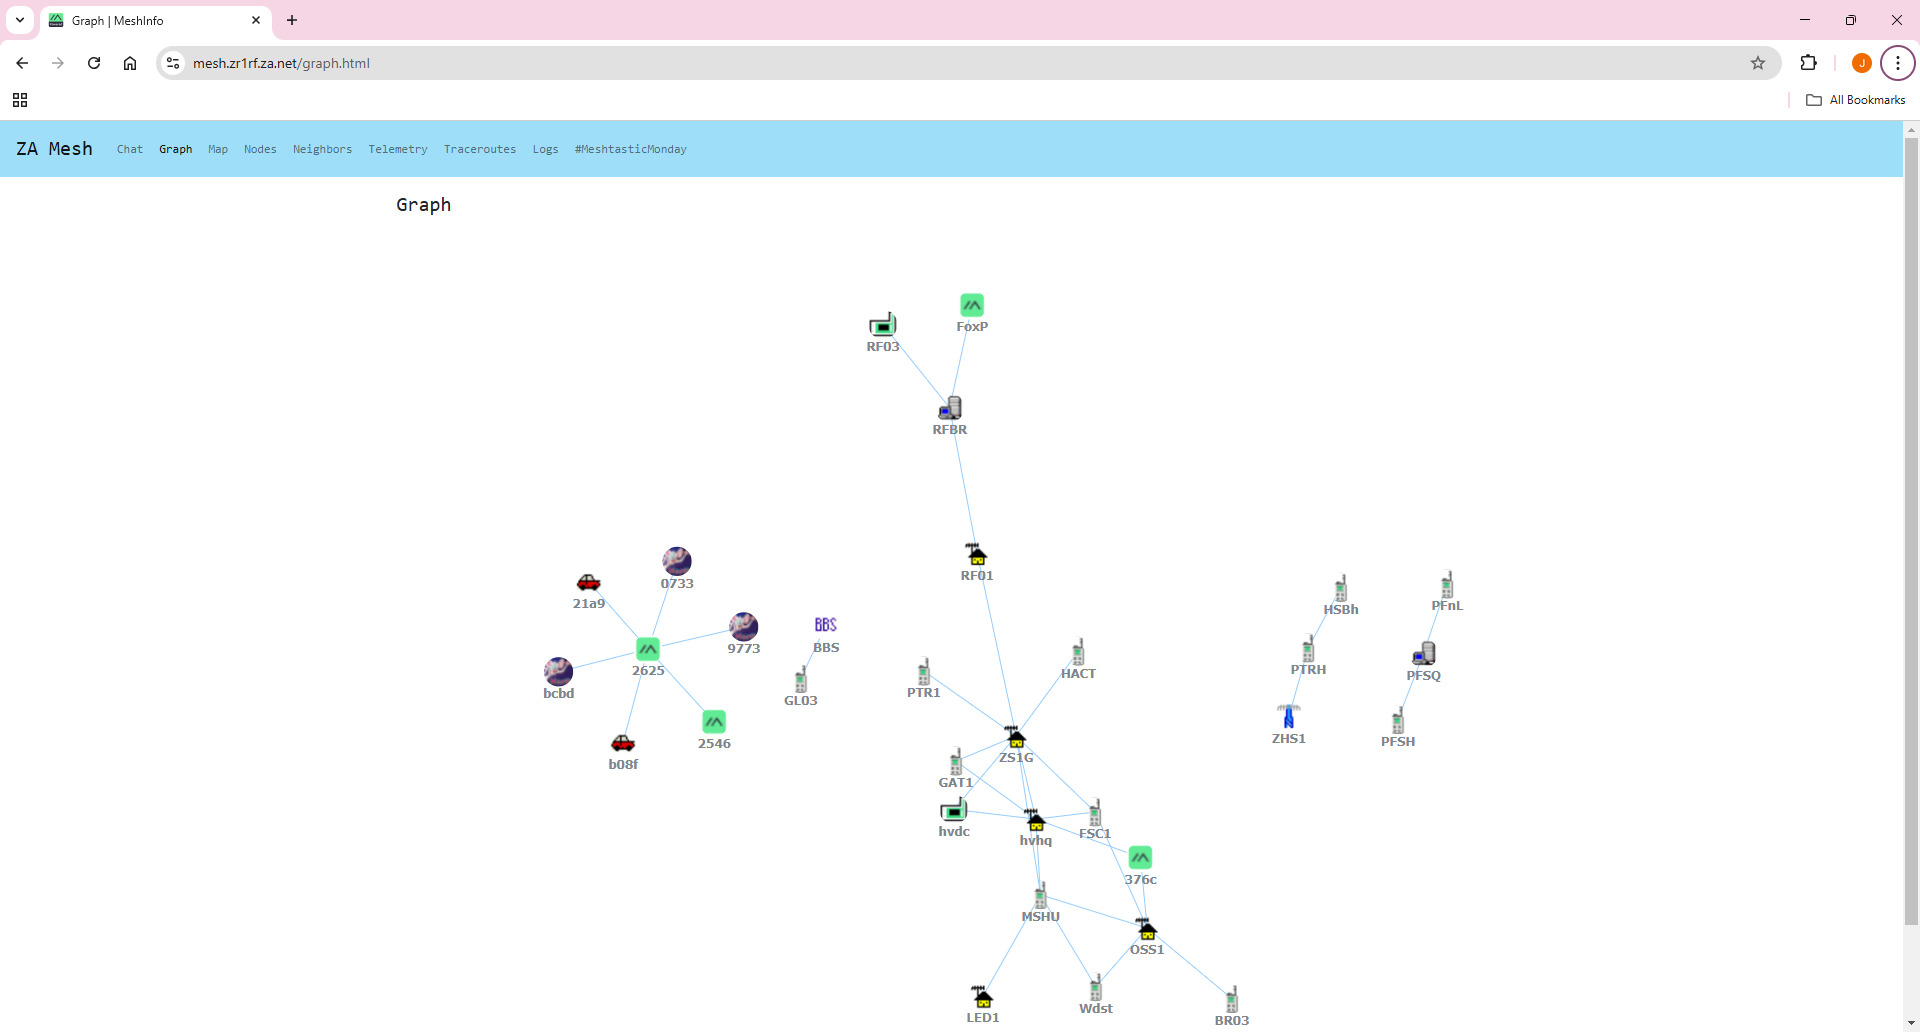 Graph | MeshInfo
mesh.zr1rf.za.net/graph.html
J
All Bookmarks
ZA Mesh Chat Graph Map Nodes Neighbors Telemetry Traceroutes Logs #MeshtasticMonday
Graph
FoxP
RF03
RFBR
RF01
0733
21a9
9773
2625
bcbd
2546
b08f
BBS
BBS
GL03
PTR1
HACT
ZS1G
GAT1
hvdc
hvhq
FSC1
376c
MSHU
OSS1
LED1
Wdst
BR03
HSBh
PTRH
ZHS1
PFnL
PFSQ
PFSH